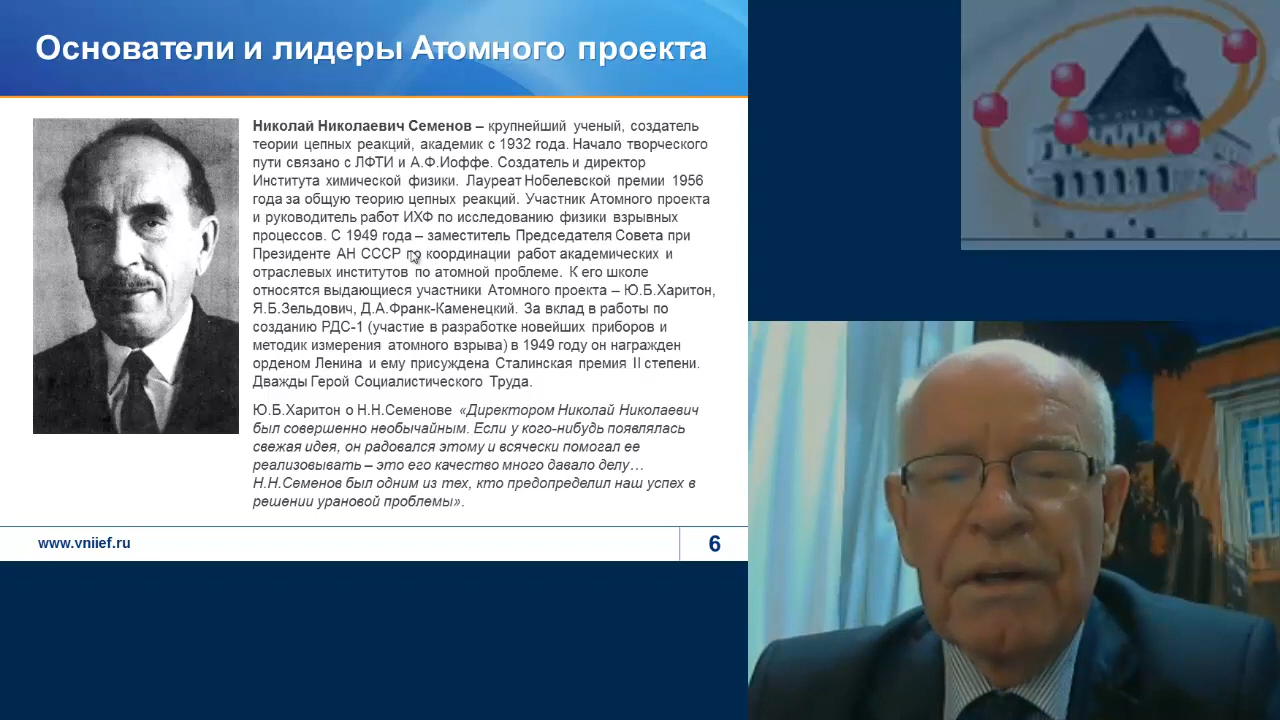 Основатели и лидеры Атомного проекта
Николай Николаевич Семенов – крупнейший ученый, создатель
теории цепных реакций, академик с 1932 года. Начало творческого
пути связано с ЛФТИ и А.Ф.Иоффе. Создатель и директор
Института химической физики. Лауреат Нобелевской премии 1956
года за общую теорию цепных реакций. Участник Атомного проекта
и руководитель работ ИХФ по исследованию физики взрывных
процессов. С 1949 года – заместитель Председателя Совета при
Президенте АН СССР по координации работ академических и
отраслевых институтов по атомной проблеме. К его школе
относятся выдающиеся участники Атомного проекта – Ю.Б.Харитон,
Я.Б.Зельдович, Д.А.Франк-Каменецкий. За вклад в работы по
созданию РДС-1 (участие в разработке новейших приборов и
методик измерения атомного взрыва) в 1949 году он награжден
орденом Ленина и ему присуждена Сталинская премия II степени.
Дважды Герой Социалистического Труда.
Ю.Б.Харитон о Н.Н.Семенове «Директором Николай Николаевич
был совершенно необычайным. Если у кого-нибудь появлялась
свежая идея, он радовался этому и всячески помогал ее
реализовывать – это его качество много давало делу…
Н.Н.Семенов был одним из тех, кто предопределил наш успех в
решении урановой проблемы».
www.vniief.ru
6